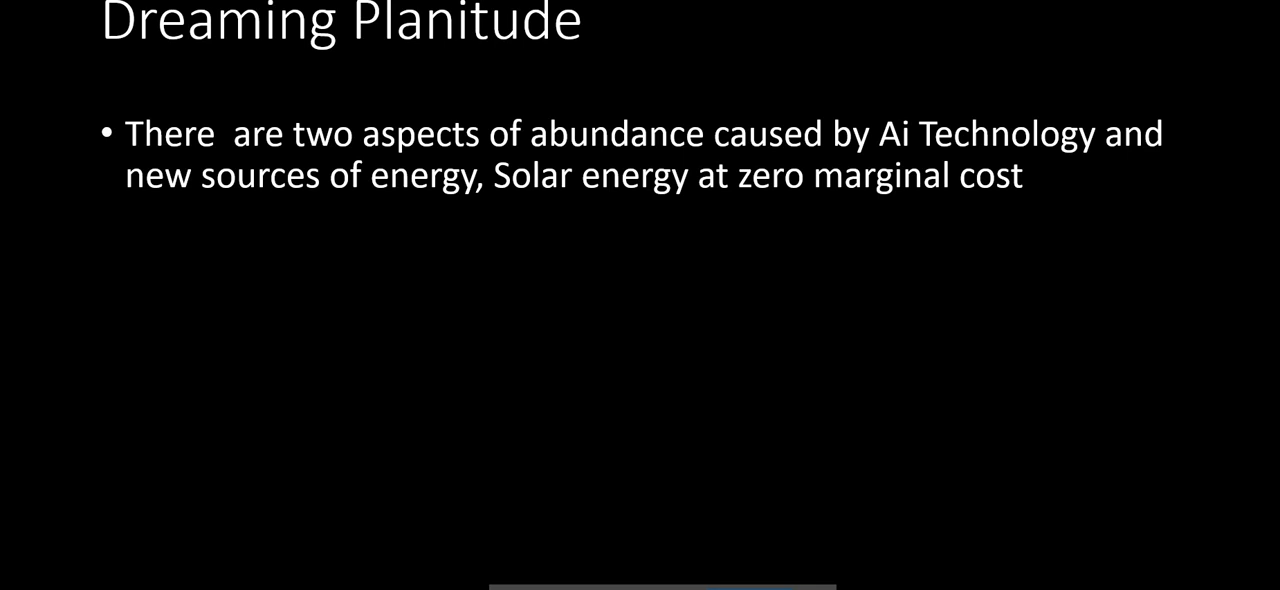 Dreaming Planitude
• There  are two aspects of abundance caused by Ai Technology and
new sources of energy, Solar energy at zero marginal cost